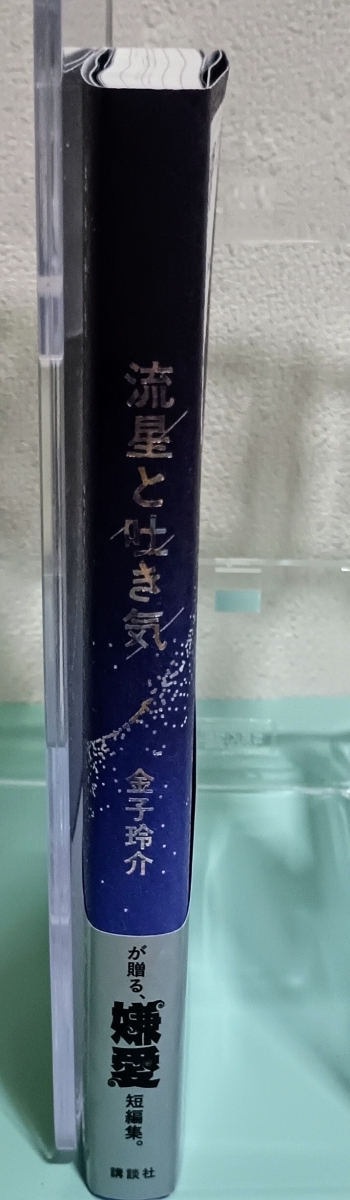 流星と吐き気
金子玲介
が贈る、
嫌愛
短編集。
講談社